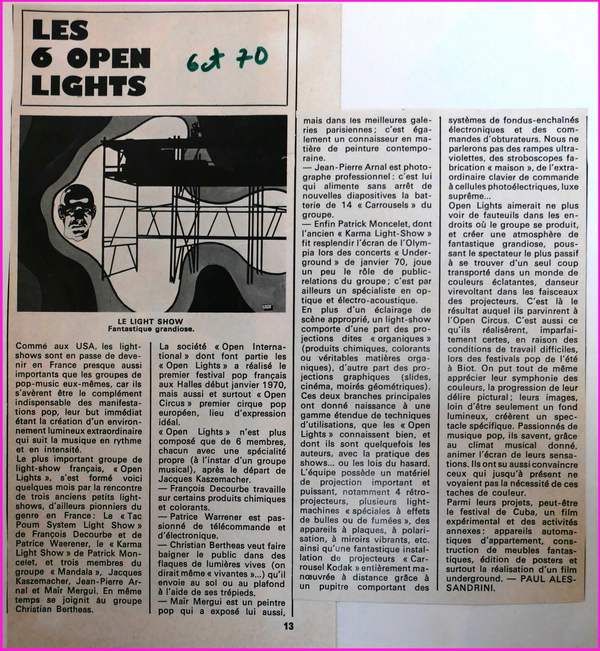 LES
6 OPEN
LIGHTS
Oct 70
LE LIGHT SHOW
Fantastique grandiose.
Commé aux USA, les light-
shows sont en passe de deve-
nir en France presque aussi
importants que les groupes de
pop-music eux-mêmes, car ils
s'avèrent être le complément
indispensable des manifesta-
tions pop, leur but immédiat
étant la création d'un environ-
nement lumineux extraordinaire
qui suit la musique en rythme
et en intensité.
Le plus important groupe de
light-show français, « Open
Lights », s'est formé voici
quelques mois par la rencontre
de trois anciens petits light-
shows, d'ailleurs pionniers du
genre en France : Le « Tac
Poum System Light Show »
de François Decourbe et de
Patrice Waerener, le « Karma
Light Show » de Patrick Mon-
celet, et trois membres du
groupe « Mandala », Jacques
Kaszemacher, Jean-Pierre Ar-
nal et Maïr Mergui. En même
temps se joignit âu groupe
Christian Bertheas.
La société « Open Interna-
tional » dont font partie les
« Open Lights » a réalisé le
premier festival pop français
aux Halles début janvier 1970,
mais aussi et surtout « Open
Circus » premier cirque pop
européen, lieu d'expression
idéal.
« Open Lights » n'est plus
composé que de 6 membres,
chacun avec une spécialité
propre (à l'instar d'un groupe
musical), après le départ de
Jacques Kaszemacher.
— François Decourbe travaille
sur certains produits chimiques
et colorants.
— Patrice Warrener est pas-
sionné de télécommande et
d'électronique.
— Christian Bertheas veut faire
baigner le public dans des
flaques de lumières vives (on
dirait même « vivantes »...) qu'il
envoie au sol ou au plafond
à l'aide de ses trépieds.
— Maïr Mergui est un peintre
pop qui a exposé lui aussi,
mais dans les meilleures gale-
ries parisiennes ; c'est éga-
lement un connaisseur en ma-
tière de peinture contempo-
raine.
— Jean-Pierre Arnal est photo-
graphe professionnel : c'est lui
qui alimente sans arrêt de
nouvelles diapositives la bat-
terie de 14 « Carrousels » du
groupe.
— Enfin Patrick Moncelet, dont
l'ancien « Karma Light-Show »
fit resplendir l'écran de l'Olym-
pia lors des concerts « Under-
ground » de janvier 70, joue
un peu le rôle de public-
relations du groupe ; c'est par
ailleurs un spécialiste en op-
tique et électro-acoustique.
En plus d'un éclairage de
scène approprié, un light-show
comporte d'une part des pro-
jections dites « organiques »
(produits chimiques, colorants
ou véritables matières orga-
niques), d'autre part des pro-
jections graphiques (slides,
cinéma, moirés géométriques).
Ces deux branches principales
ont donné naissance à une
gamme étendue de techniques
d'utilisations, que les « Open
Lights » connaissent bien, et
dont ils sont quelquefois les
auteurs, avec la pratique des
shows... ou les lois du hasard.
L'équipe possède un matériel
de projection important et
puissant, notamment 4 rétro-
projecteurs, plusieurs light-
machines « spéciales à effets
de bulles ou de fumées », des
appareils à plaques, à polari-
sation, à miroirs vibrants, etc.
ainsi qu'une fantastique instal-
lation de projecteurs « Car-
rousel Kodak » entièrement ma-
nœuvrée à distance grâce à
un pupitre comportant des
systèmes de fondus-enchaînés
électroniques et des com-
mandes d'obturateurs. Nous ne
parlerons pas des rampes ultra-
violettes, des stroboscopes fa-
brication « maison », de l'extra-
ordinaire clavier de commande
à cellules photoélectriques, luxe
suprême...
Open Lights aimerait ne plus
voir de fauteuils dans les en-
droits où le groupe se produit,
et créer une atmosphère de
fantastique grandiose, pous-
sant le spectateur le plus passif
à se trouver d'un seul coup
transporté dans un monde de
couleurs éclatantes, danseur
virevoltant dans les faisceaux
des projecteurs. C'est là le
résultat auquel ils parvinrent à
l'Open Circus. C'est aussi ce
qu'ils réalisèrent, imparfai-
tement certes, en raison des
conditions de travail difficiles,
lors des festivals pop de l'été
à Biot. On put tout de même
apprécier leur symphonie des
couleurs, la progression de leur
délire pictural ; leurs images,
loin d'être seulement un fond
lumineux, créèrent un spec-
tacle spécifique. Passionnés de
musique pop, ils savent, grâce
au climat musical donné,
animer l'écran de leurs sensa-
tions. Ils ont su aussi convaincre
ceux qui jusqu'à présent ne
voyaient pas la nécessité de ces
taches de couleur.
Parmi leurs projets, peut-être
le festival de Cuba, un film
expérimental et des activités
annexes ; appareils automa-
tiques d'appartement, cons-
truction de meubles fantas-
tiques, édition de posters et
surtout la réalisation d'un film
underground. — PAUL ALES-
SANDRINI.
13